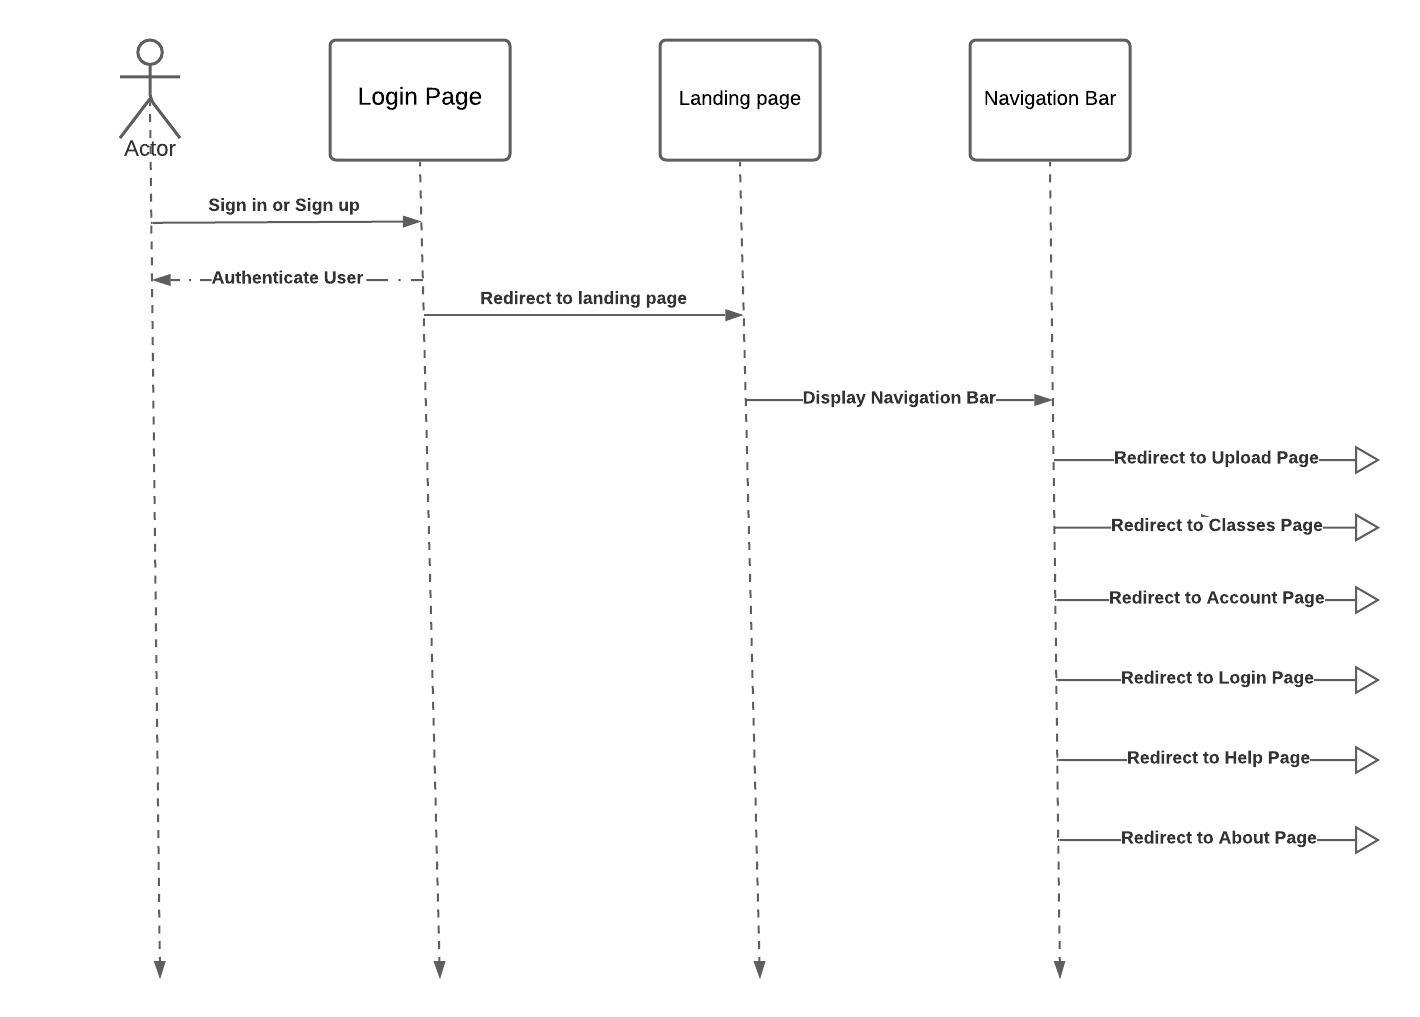 Login Page
Landing page
Navigation Bar
Actor
Sign in or Sign up
Authenticate User
Redirect to landing page
Display Navigation Bar
Redirect to Upload Page
Redirect to Classes Page
Redirect to Account Page
Redirect to Login Page
Redirect to Help Page
Redirect to About Page